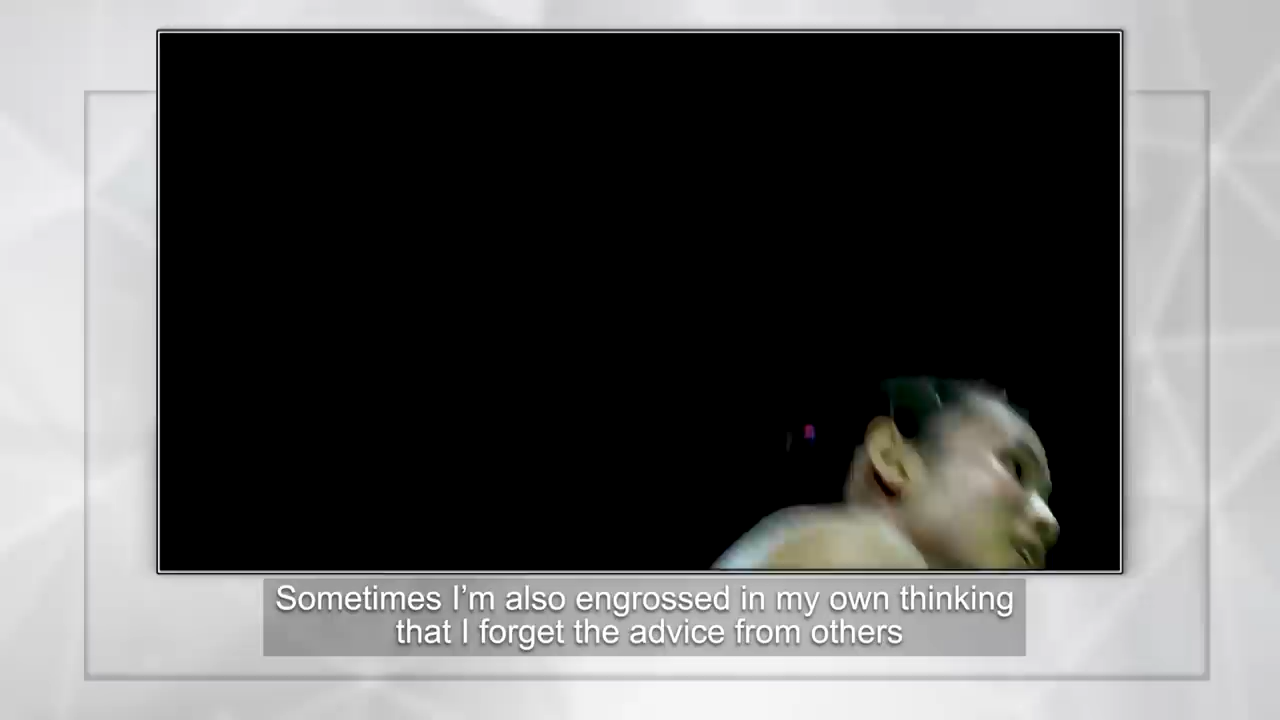 Sometimes I'm also engrossed in my own thinking
that I forget the advice from others